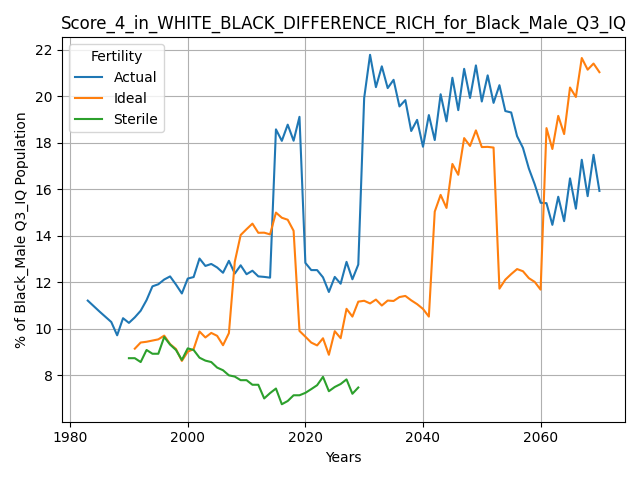 Score_4_in_WHITE_BLACK_DIFFERENCE_RICH_for_Black_Male_Q3_IQ
Fertility
Actual
Ideal
Sterile
% of Black_Male Q3_IQ Population
22
20
18
16
14
12
10
8
1980 2000 2020 2040 2060
Years